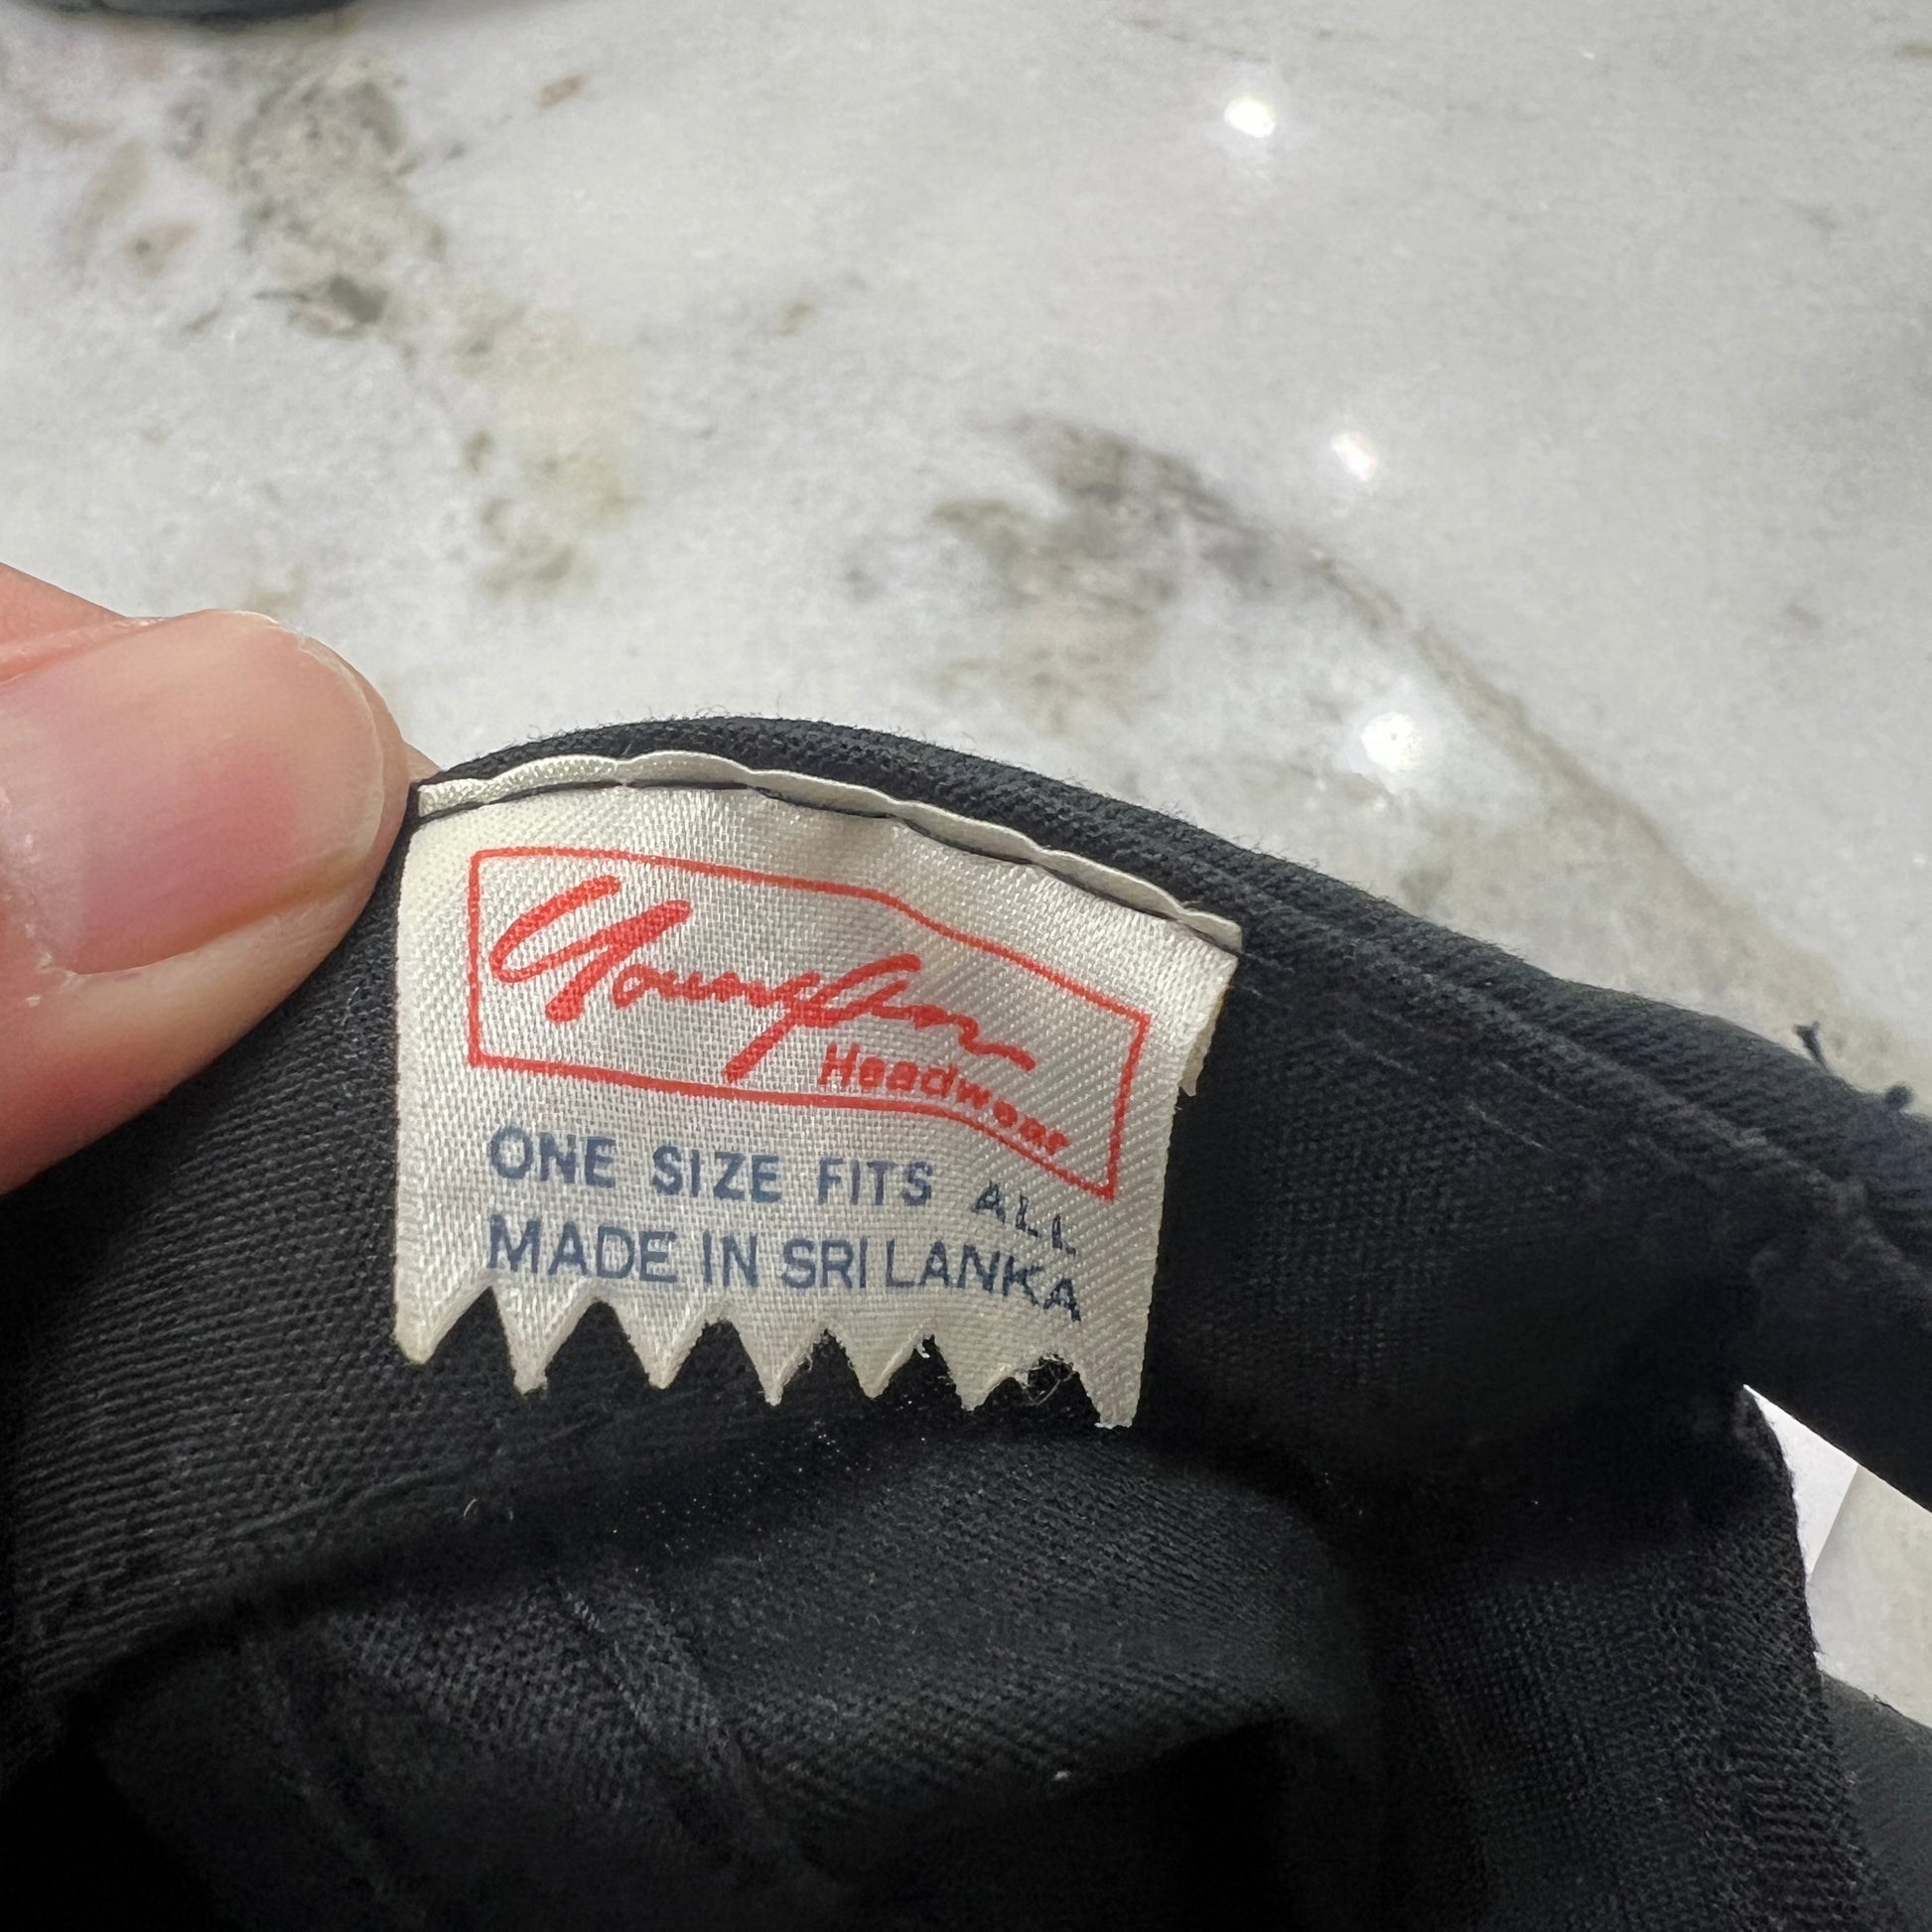 YoungAn
Headwear
ONE SIZE FITS ALL
MADE IN SRI LANKA